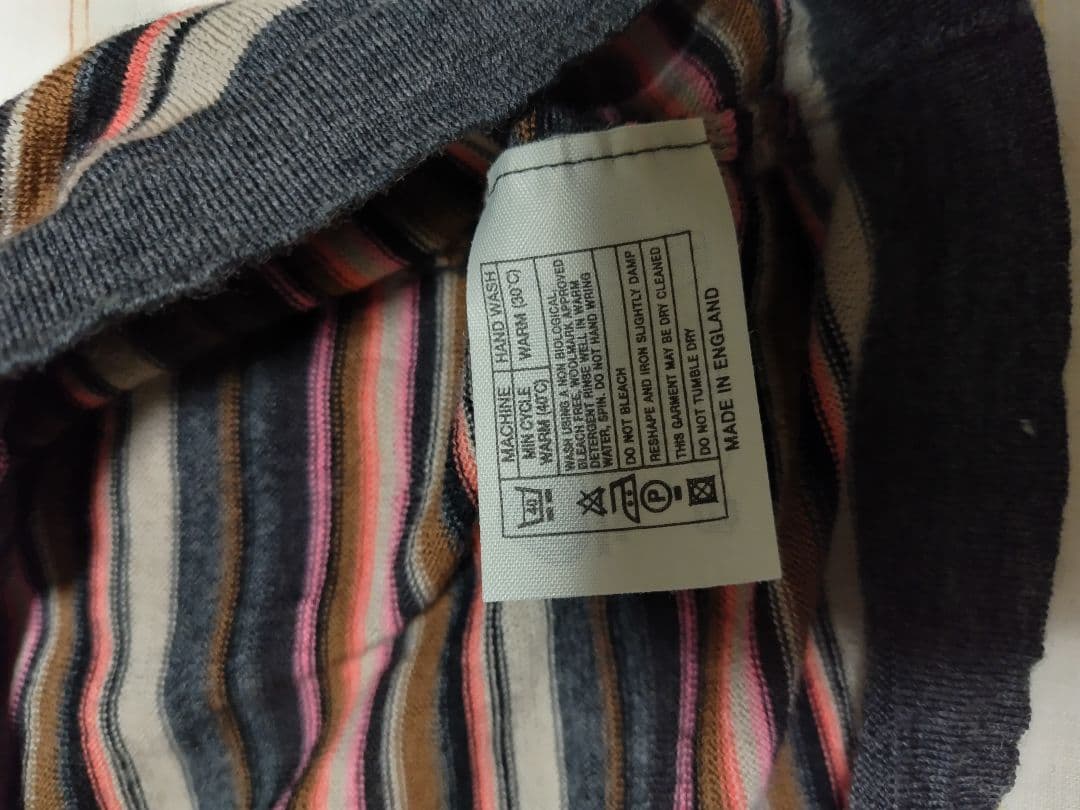 MACHINE HAND WASH
MIN CYCLE WARM (30°C)
WARM (40°C)
40
WASH USING A NON BIOLOGICAL
BLEACH FREE, WOOLMARK APPROVED
DETERGENT RINSE WELL IN WARM
WATER, SPIN. DO NOT HAND WRING
DO NOT BLEACH
RESHAPE AND IRON SLIGHTLY DAMP
P THIS GARMENT MAY BE DRY CLEANED
DO NOT TUMBLE DRY
MADE IN ENGLAND